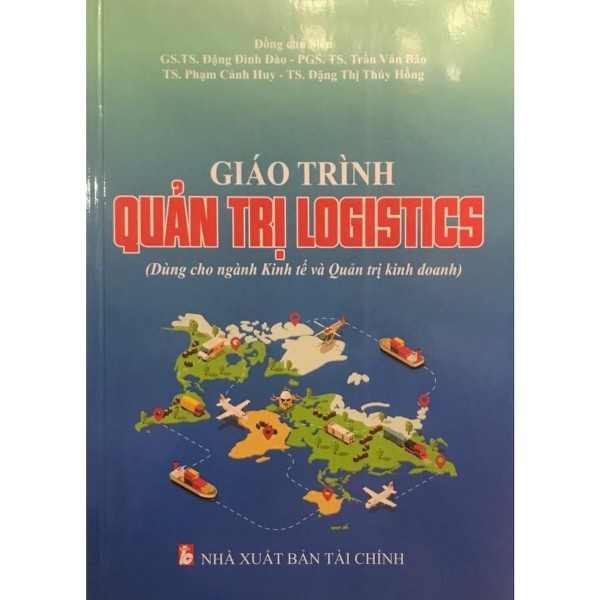 Đồng chủ biên
GS.TS. Đặng Đình Đào - PGS. TS. Trần Văn Bão
TS. Phạm Cảnh Huy - TS. Đặng Thị Thúy Hồng
GIÁO TRÌNH
QUẢN TRỊ LOGISTICS
(Dùng cho ngành Kinh tế và Quản trị kinh doanh)
NHÀ XUẤT BẢN TÀI CHÍNH